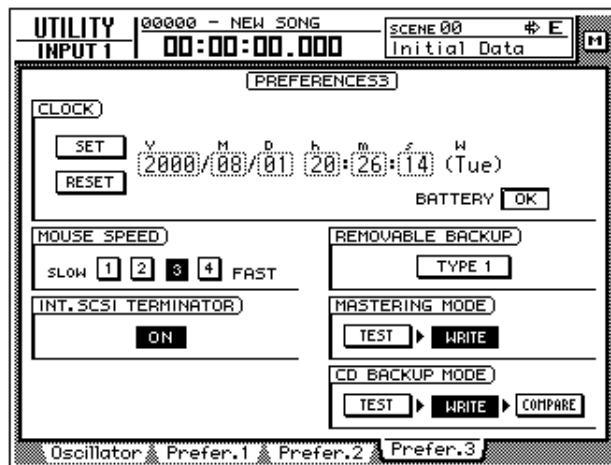 UTILITY 00000 - NEW SONG SCENE 00 E
INPUT 1 00:00:00.000 Initial Data M
PREFERENCES3
CLOCK
SET Y M D h m s W
2000/08/01 20:26:14 (Tue)
RESET
BATTERY OK
MOUSE SPEED
SLOW 1 2 3 4 FAST
REMOVABLE BACKUP
TYPE 1
INT.SCSI TERMINATOR
ON
MASTERING MODE
TEST WRITE
CD BACKUP MODE
TEST WRITE COMPARE
Oscillator Prefer.1 Prefer.2 Prefer.3